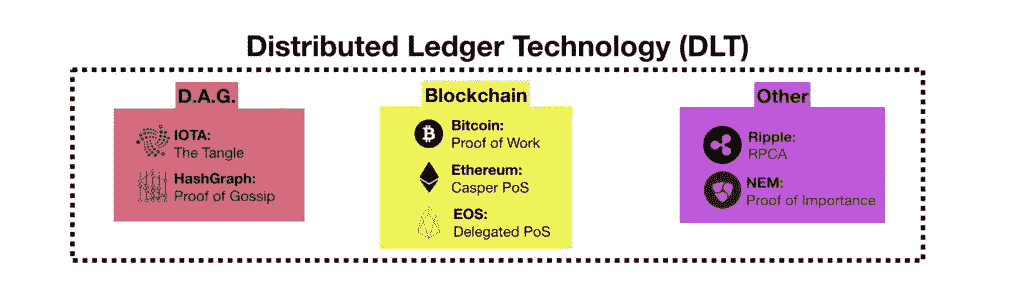 Distributed Ledger Technology (DLT)
D.A.G.
IOTA:
The Tangle
HashGraph:
Proof of Gossip
Blockchain
Bitcoin:
Proof of Work
Ethereum:
Casper PoS
EOS:
Delegated PoS
Other
Ripple:
RPCA
NEM:
Proof of Importance